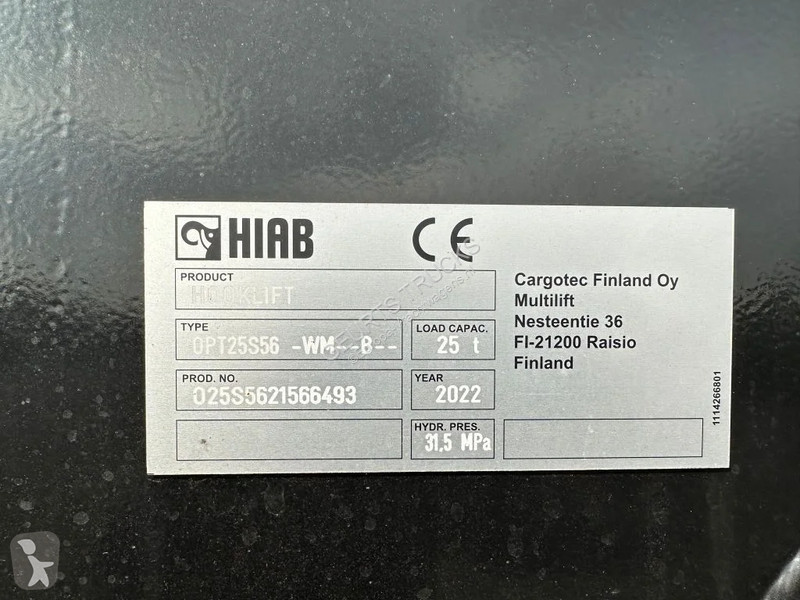 HIAB
CE
PRODUCT
HOOKLIFT
TYPE
OPT25S56 -WM--B--
LOAD CAPAC.
25 t
PROD. NO.
O25S5621566493
YEAR
2022
HYDR. PRES.
31,5 MPa
Cargotec Finland Oy
Multilift
Nesteentie 36
FI-21200 Raisio
Finland
1114266801